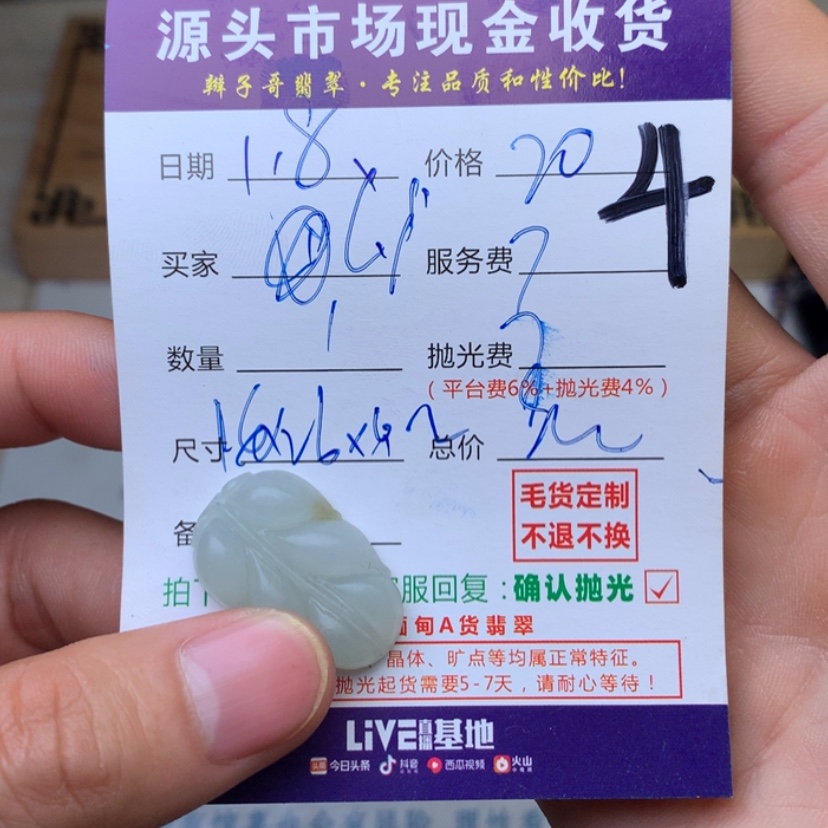 源头市场现金收货
辫子哥翡翠·专注品质和性价比!
日期 1.8 价格 20 4
买家 服务费 2
数量 1 抛光费 2
(平台费6%+抛光费4%)
尺寸 总价
毛货定制
不退不换
拍下 服回复:确认抛光 ☑
缅甸A货翡翠
晶体、旷点等均属正常特征。
抛光起货需要5-7天,请耐心等待!
LiVE直播基地
今日头条 抖音 西瓜视频 火山